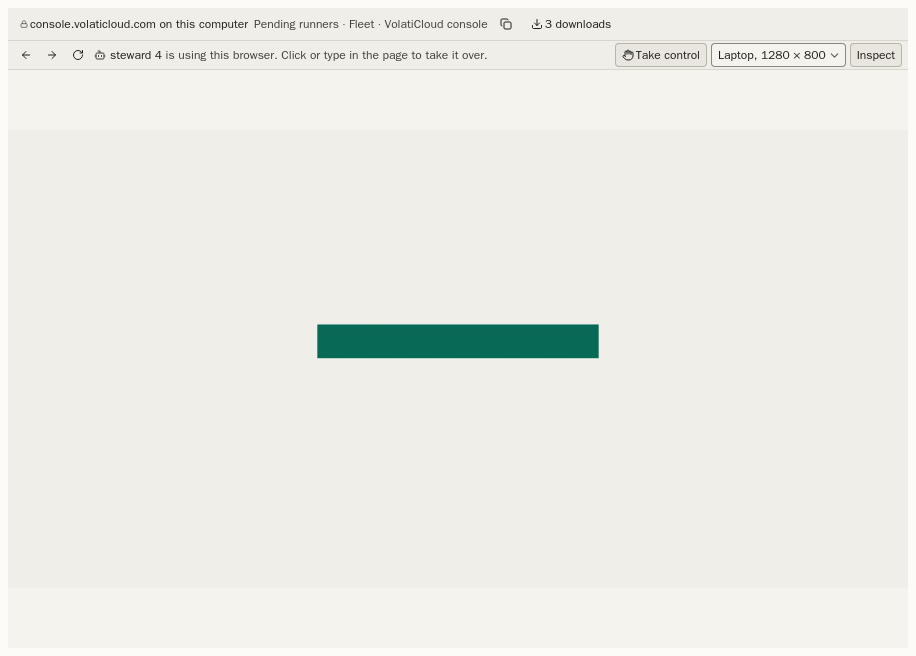 console.volaticloud.com on this computer Pending runners · Fleet · VolatiCloud console 3 downloads
steward 4 is using this browser. Click or type in the page to take it over. Take control Laptop, 1280 × 800 Inspect